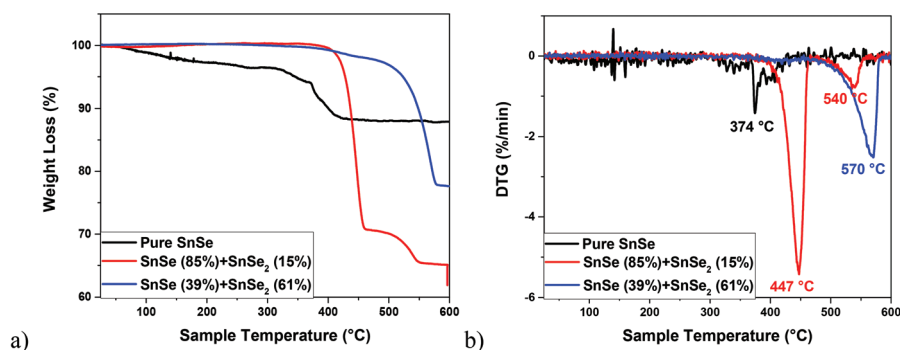 100
90
80
70
60
100
200
300
400
500
600
Weight Loss (%)
Sample Temperature (°C)
Pure SnSe
SnSe (85%)+SnSe₂ (15%)
SnSe (39%)+SnSe₂ (61%)
a)
0
-2
-4
-6
100
200
300
400
500
600
DTG (%/min)
Sample Temperature (°C)
374 °C
540 °C
570 °C
447 °C
Pure SnSe
SnSe (85%)+SnSe₂ (15%)
SnSe (39%)+SnSe₂ (61%)
b)